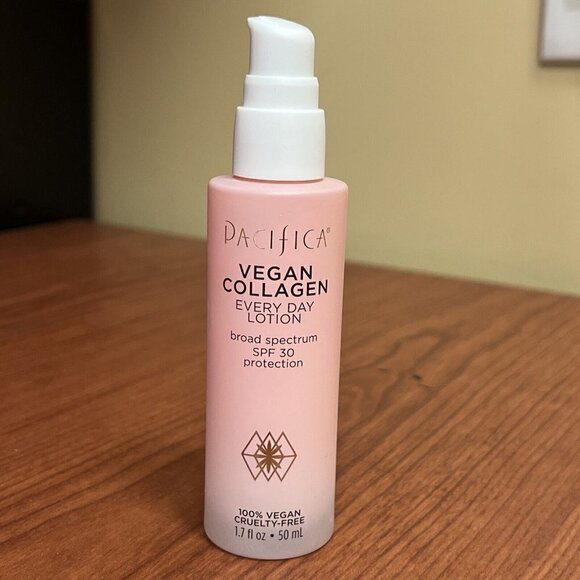 PACIFICA®
VEGAN
COLLAGEN
EVERY DAY
LOTION
broad spectrum
SPF 30
protection
100% VEGAN
CRUELTY-FREE
1.7 fl oz • 50 mL